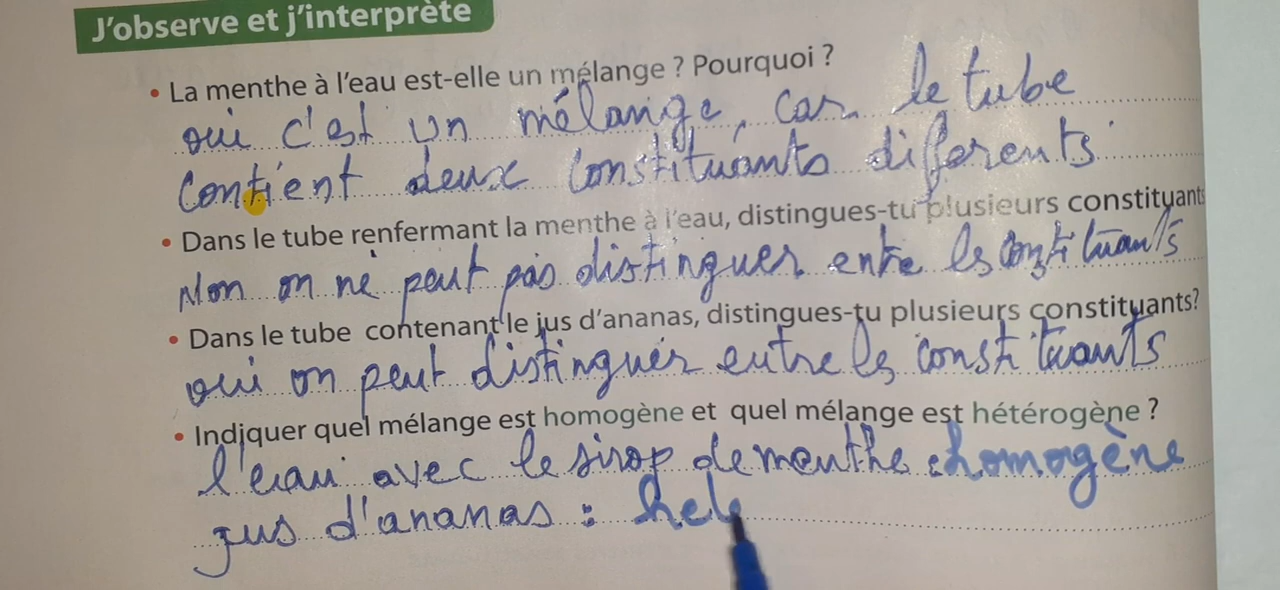 J'observe et j'interprète
• La menthe à l'eau est-elle un mélange ? Pourquoi ?
oui c'est un mélange, car le tube
contient deux constituants diferents
• Dans le tube renfermant la menthe à l'eau, distingues-tu plusieurs constituants
Non on ne peut pas distinguer entre les constituants
• Dans le tube contenant le jus d'ananas, distingues-tu plusieurs constituants?
oui on peut distinguer entre les constituants
• Indiquer quel mélange est homogène et quel mélange est hétérogène ?
l'eau avec le sirop de menthe : homogène
jus d'ananas : hete